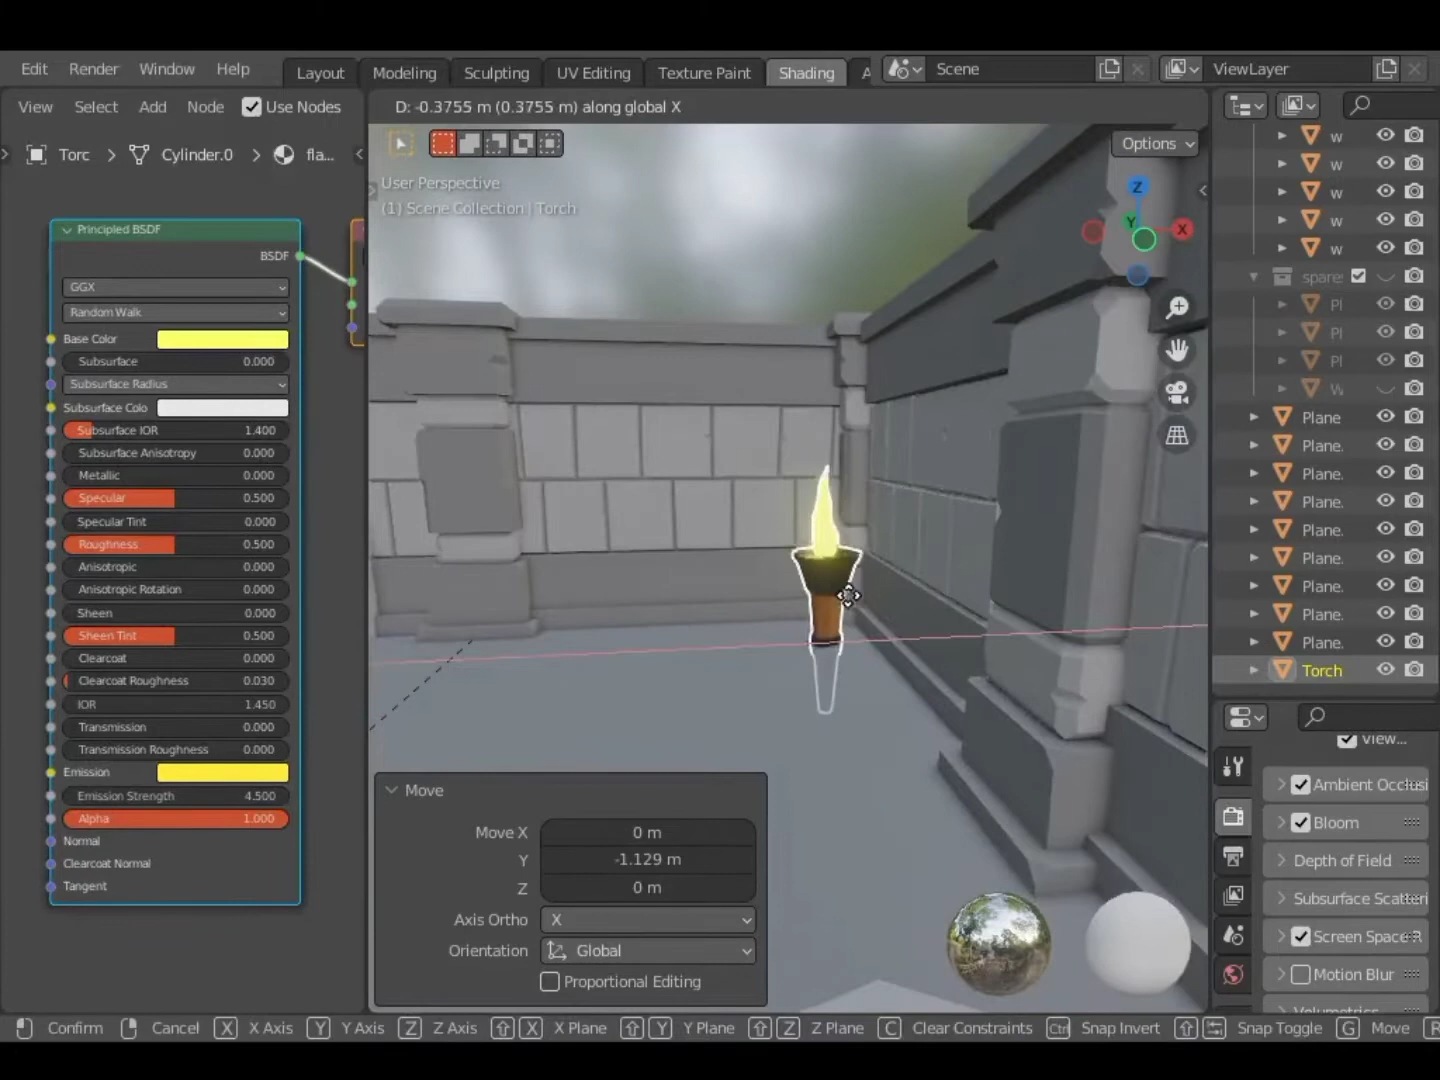 Edit Render Window Help Layout Modeling Sculpting UV Editing Texture Paint Shading A Scene ViewLayer
View Select Add Node Use Nodes
D: -0.3755 m (0.3755 m) along global X
Options
Torc > Cylinder.0 > fla...
User Perspective
(1) Scene Collection | Torch
Z
Y
X
Principled BSDF
BSDF
GGX
Random Walk
Base Color
Subsurface 0.000
Subsurface Radius
Subsurface Colo
Subsurface IOR 1.400
Subsurface Anisotropy 0.000
Metallic 0.000
Specular 0.500
Specular Tint 0.000
Roughness 0.500
Anisotropic 0.000
Anisotropic Rotation 0.000
Sheen 0.000
Sheen Tint 0.500
Clearcoat 0.000
Clearcoat Roughness 0.030
IOR 1.450
Transmission 0.000
Transmission Roughness 0.000
Emission
Emission Strength 4.500
Alpha 1.000
Normal
Clearcoat Normal
Tangent
Move
Move X 0 m
Y -1.129 m
Z 0 m
Axis Ortho X
Orientation Global
Proportional Editing
w
w
w
w
w
spare
Pl
Pl
Pl
W
Plane
Plane.
Plane.
Plane.
Plane.
Plane.
Plane.
Plane.
Plane.
Torch
View...
Ambient Occlusi
Bloom
Depth of Field
Subsurface Scatteri
Screen Space R
Motion Blur
Volumetrics
Confirm Cancel X X Axis Y Y Axis Z Z Axis X X Plane Y Y Plane Z Z Plane C Clear Constraints Ctrl Snap Invert Snap Toggle G Move R